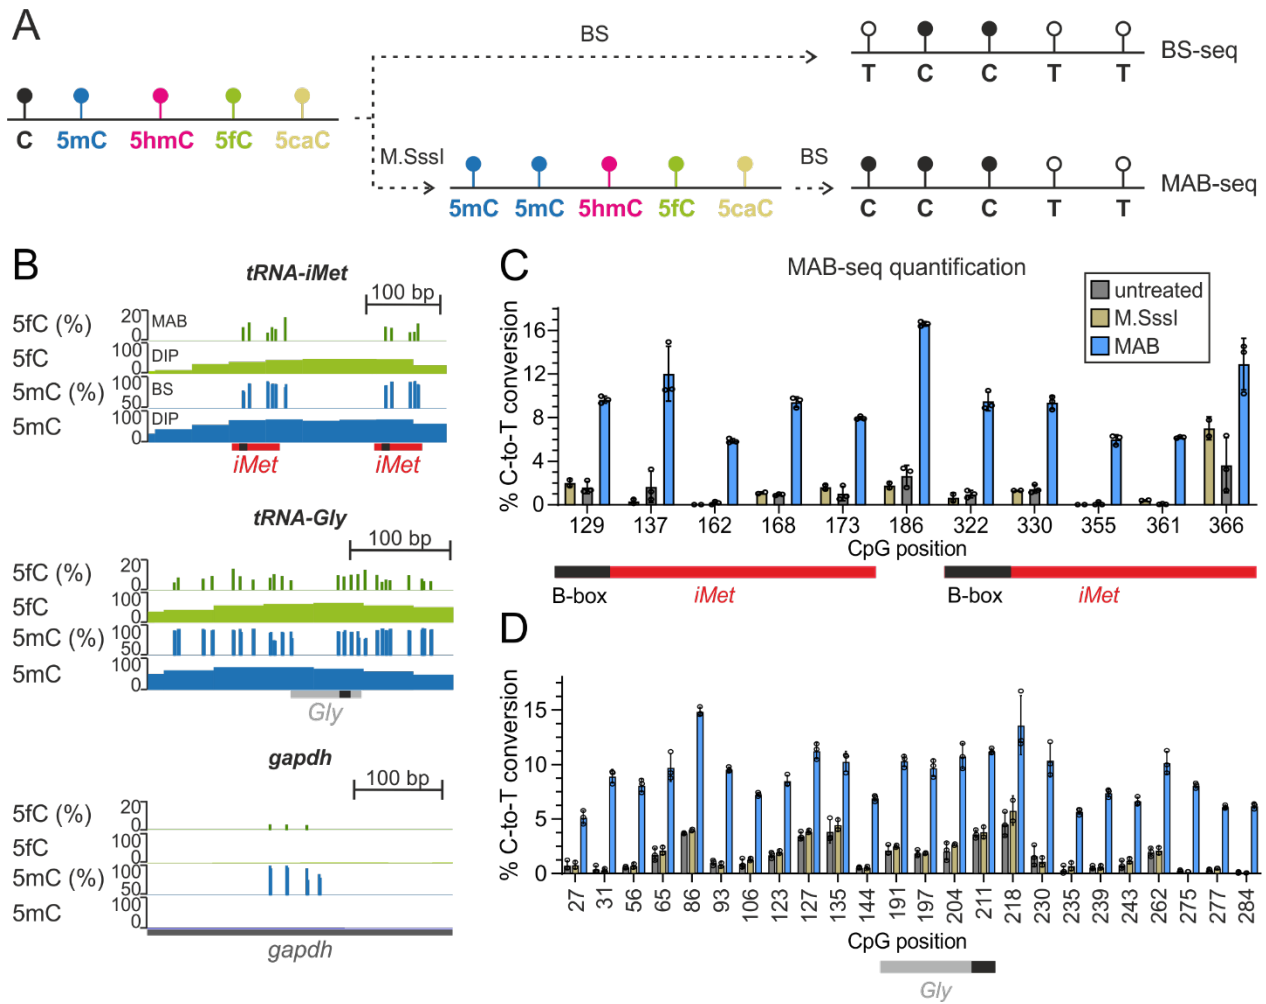 A
BS
T C C T T
BS-seq
C 5mC 5hmC 5fC 5caC
M.SssI
BS
5mC 5mC 5hmC 5fC 5caC
C C C T T
MAB-seq
B
tRNA-iMet
100 bp
5fC (%) 20 0 MAB
5fC 100 0 DIP
5mC (%) 100 50 BS
5mC 100 0 DIP
iMet iMet
tRNA-Gly
100 bp
5fC (%) 20 0
5fC 100 0
5mC (%) 100 50
5mC 100 0
Gly
gapdh
100 bp
5fC (%) 20 0
5fC 100 0
5mC (%) 100 50
5mC 100 0
gapdh
C
MAB-seq quantification
untreated
M.SssI
MAB
% C-to-T conversion
16
12
8
4
0
129 137 162 168 173 186 322 330 355 361 366
CpG position
B-box iMet B-box iMet
D
% C-to-T conversion
15
10
5
0
27 31 56 65 86 93 106 123 127 135 144 191 197 204 211 218 230 235 239 243 262 275 277 284
CpG position
Gly